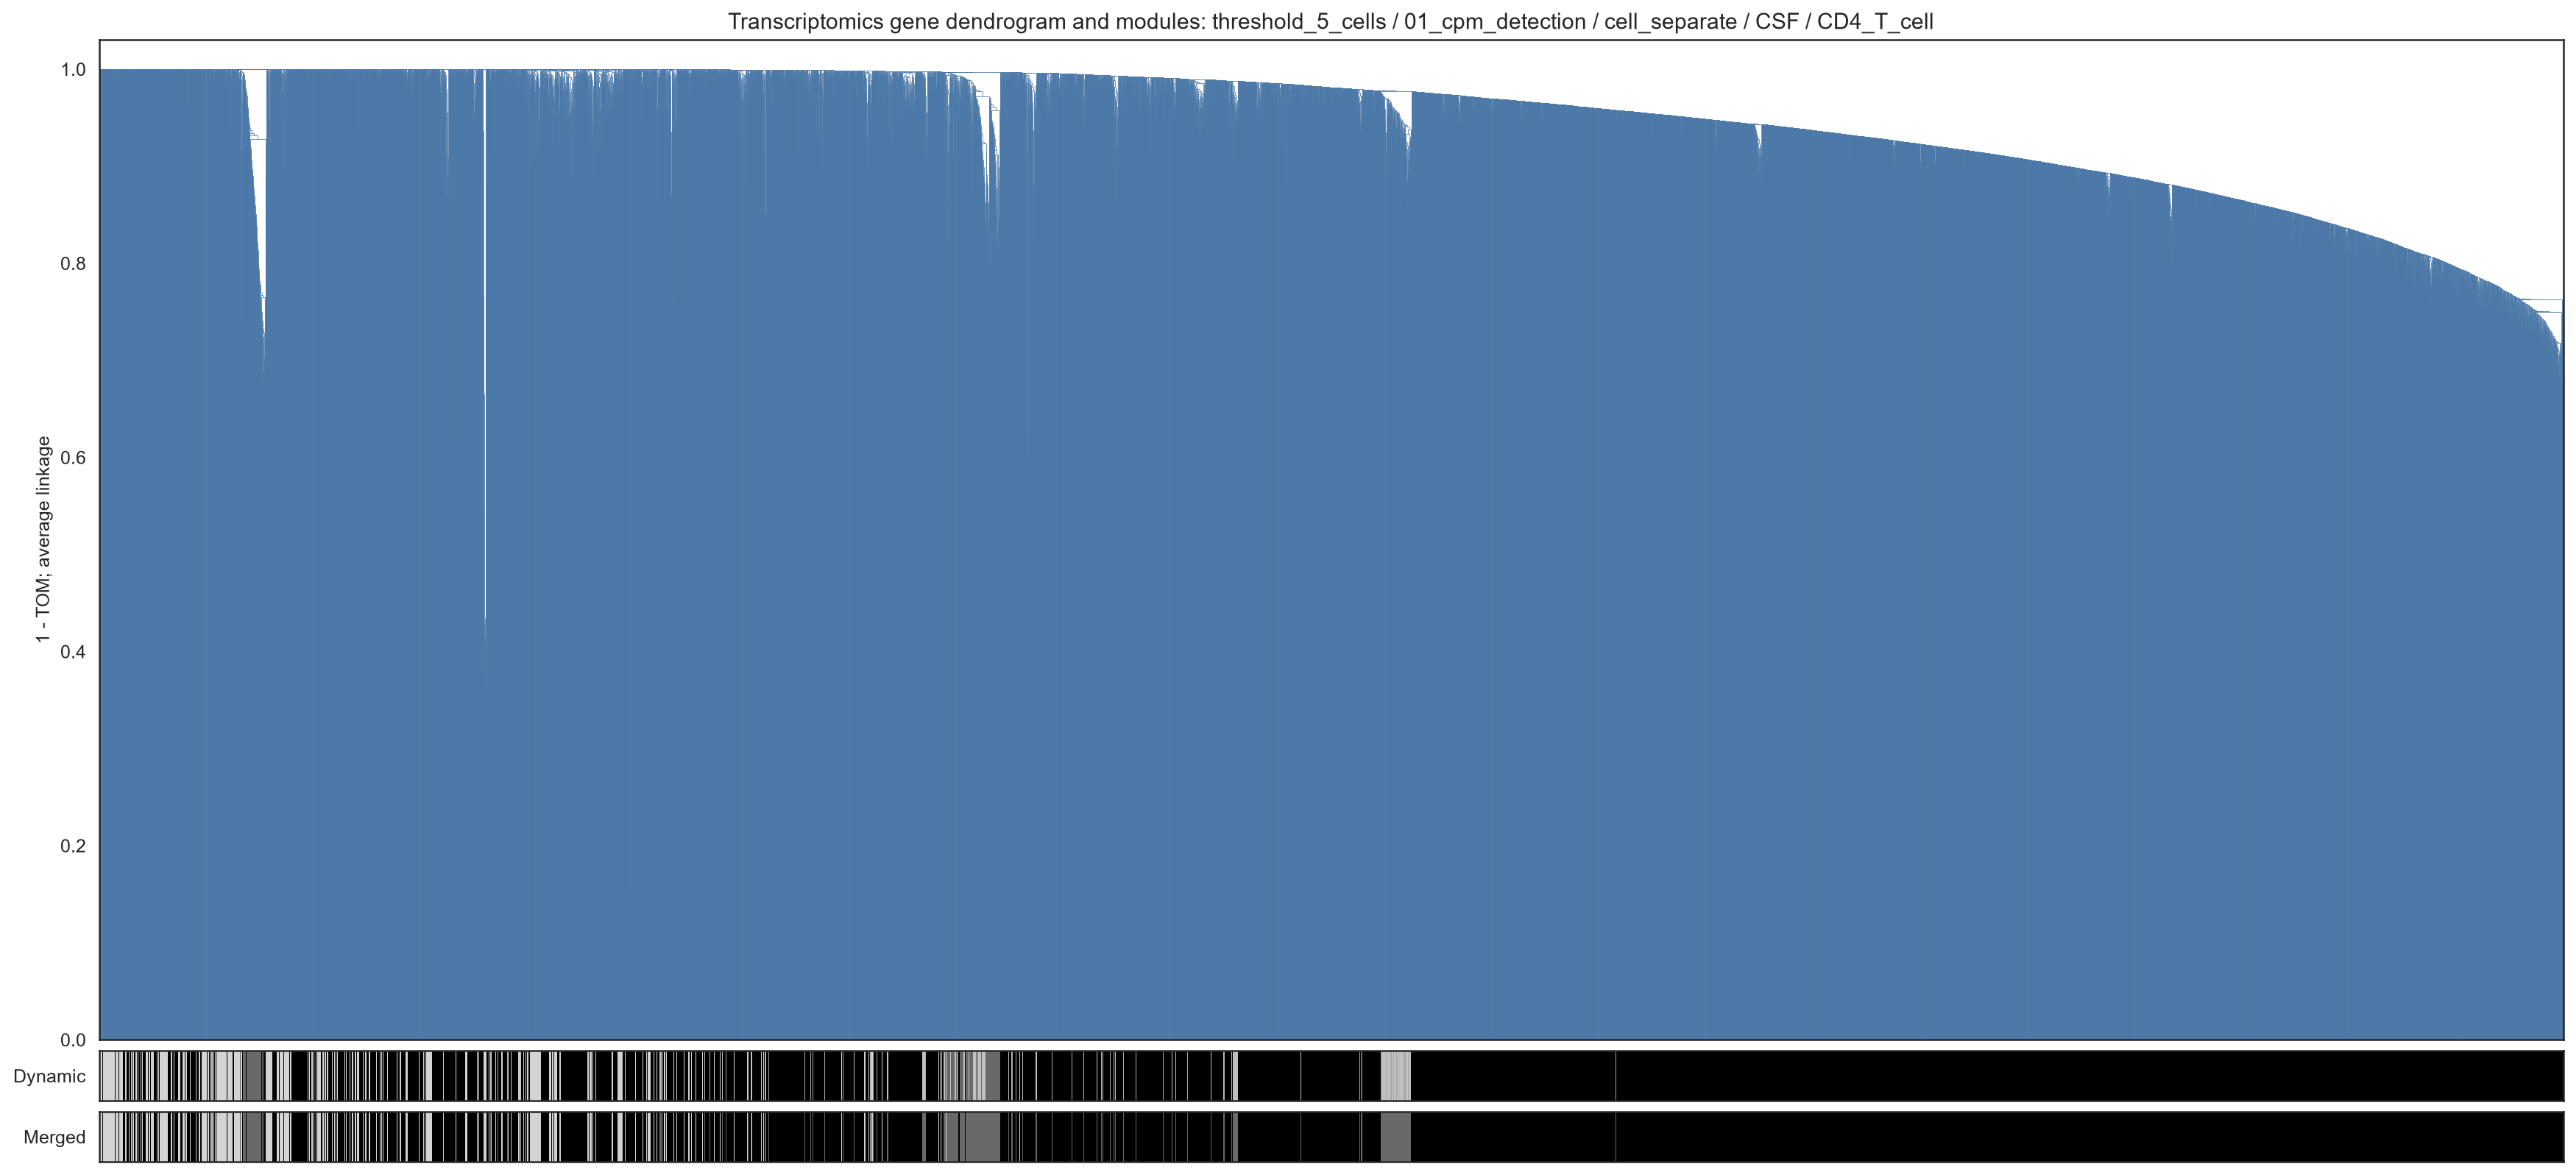 Transcriptomics gene dendrogram and modules: threshold_5_cells / 01_cpm_detection / cell_separate / CSF / CD4_T_cell
1.0
0.8
0.6
0.4
0.2
0.0
1 - TOM; average linkage
Dynamic
Merged